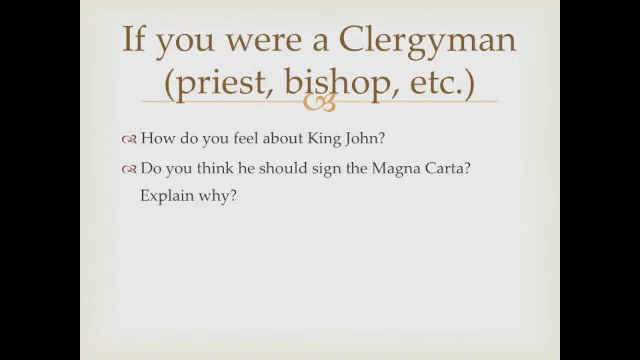 If you were a Clergyman
(priest, bishop, etc.)
How do you feel about King John?
Do you think he should sign the Magna Carta?
Explain why?